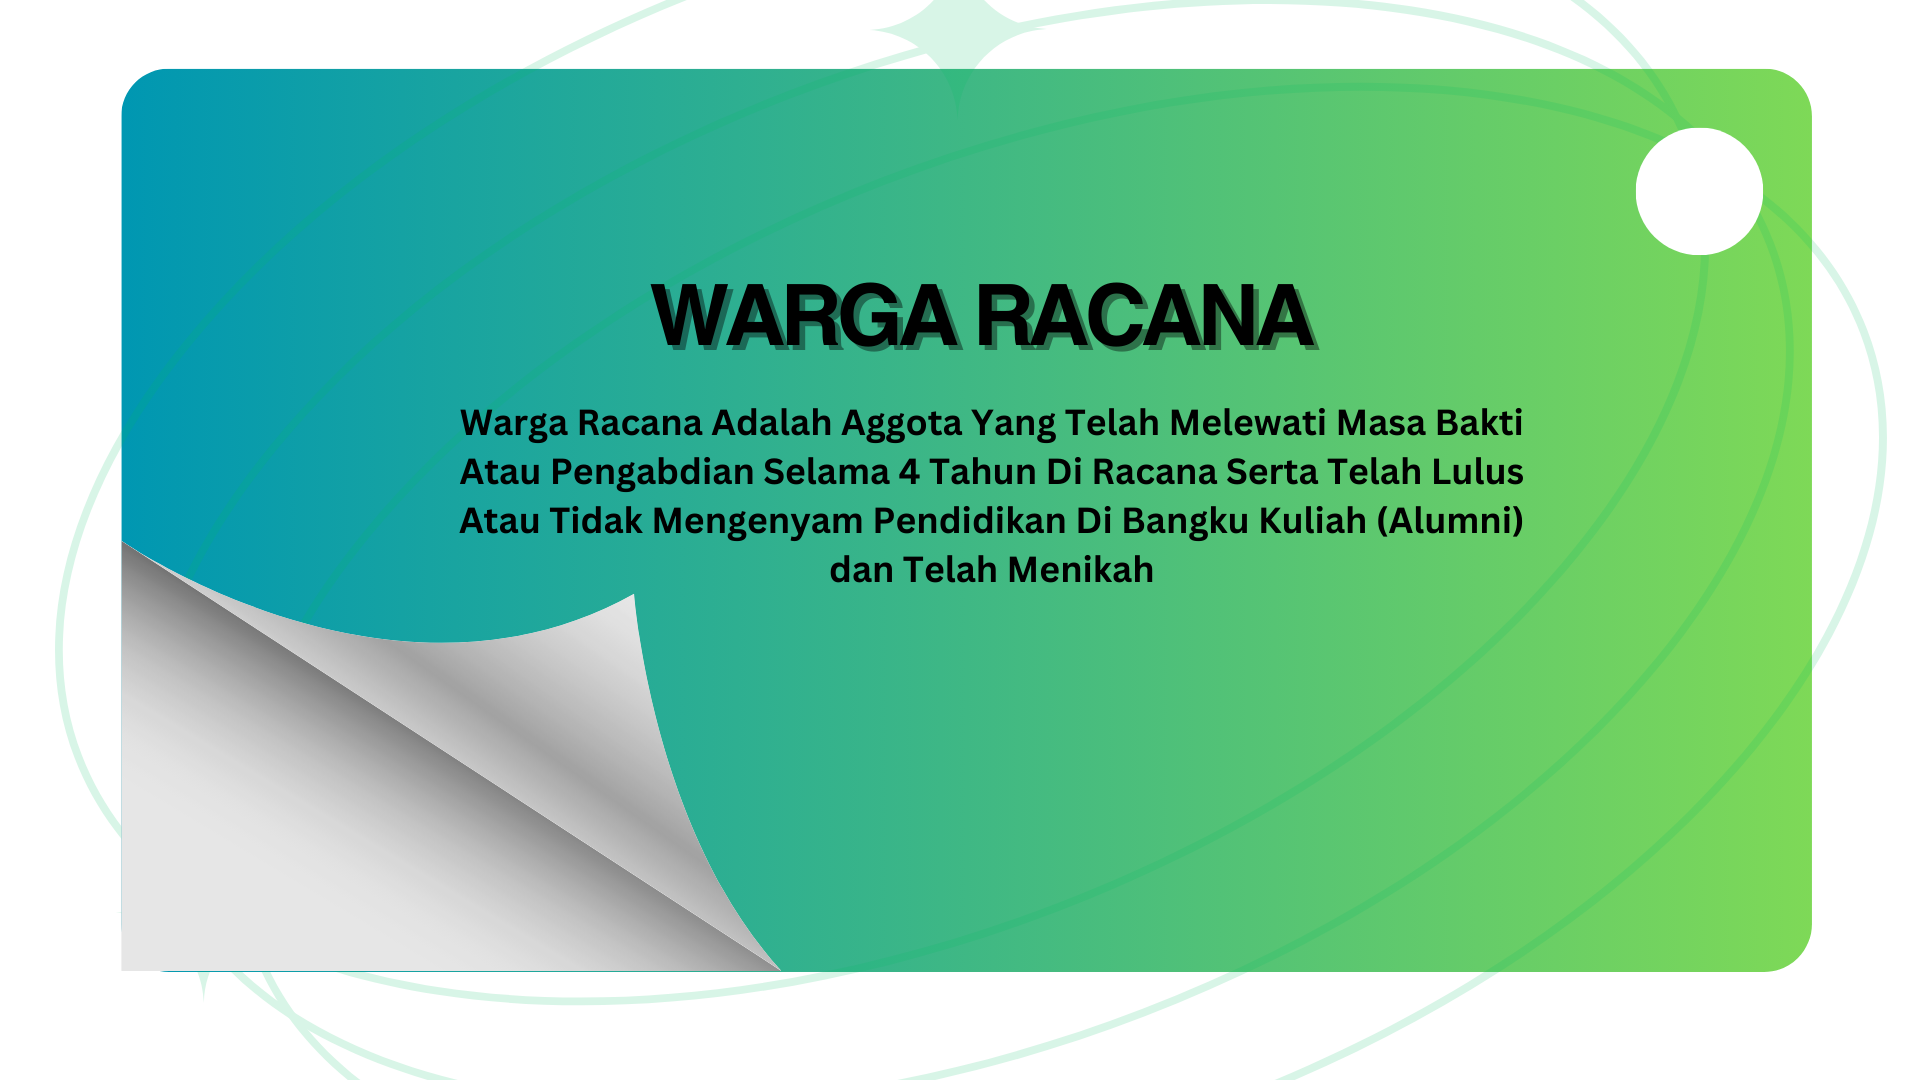 WARGA RACANA
Warga Racana Adalah Aggota Yang Telah Melewati Masa Bakti
Atau Pengabdian Selama 4 Tahun Di Racana Serta Telah Lulus
Atau Tidak Mengenyam Pendidikan Di Bangku Kuliah (Alumni)
dan Telah Menikah